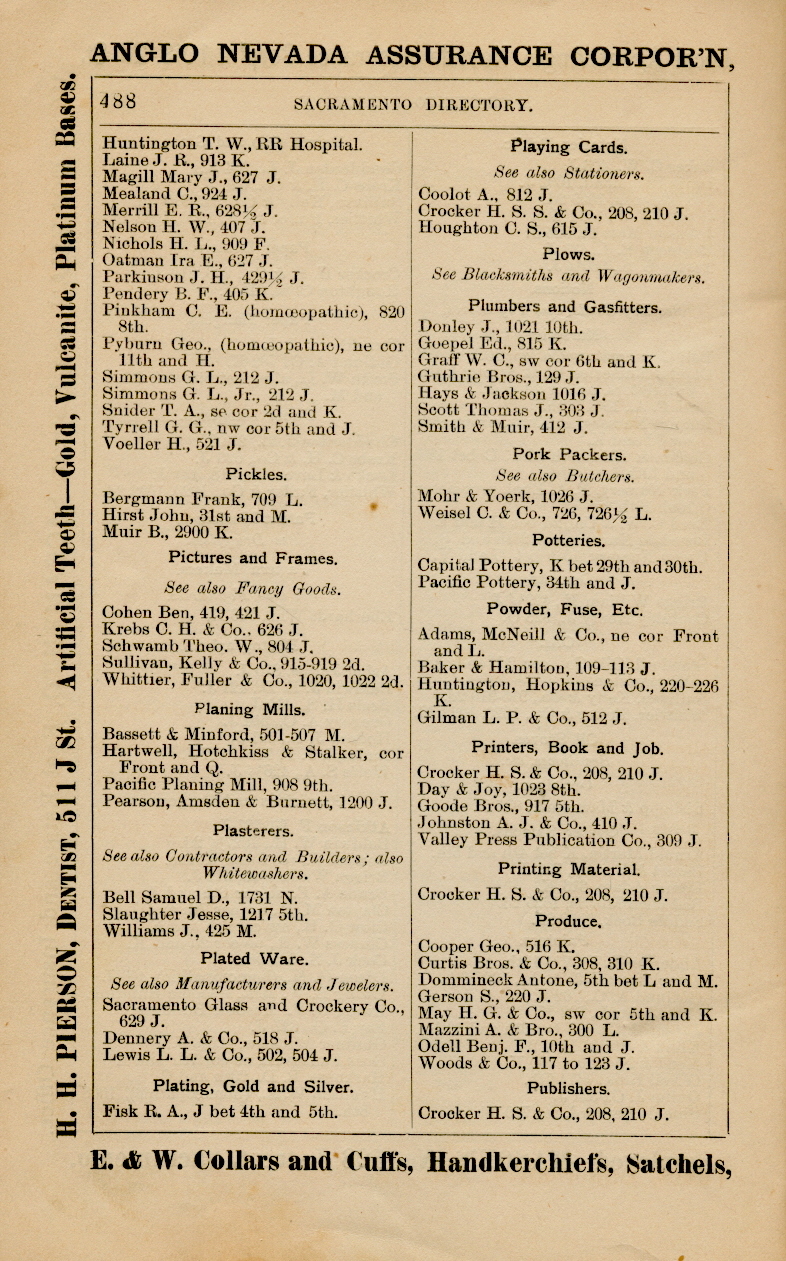 ANGLO NEVADA ASSURANCE CORPOR'N,
488
SACRAMENTO DIRECTORY.
Huntington T. W., RR Hospital.
Laine J. R., 913 K.
Magill Mary J., 627 J.
Mealand C., 924 J.
Merrill E. R., 628½ J.
Nelson H. W., 407 J.
Nichols H. L., 909 F.
Oatman Ira E., 627 J.
Parkinson J. H., 429½ J.
Pendery B. F., 405 K.
Pinkham C. E. (homœopathic), 820
8th.
Pyburn Geo., (homœopathic), ne cor
11th and H.
Simmons G. L., 212 J.
Simmons G. L., Jr., 212 J.
Snider T. A., se cor 2d and K.
Tyrrell G. G., nw cor 5th and J.
Voeller H., 521 J.
Pickles.
Bergmann Frank, 709 L.
Hirst John, 31st and M.
Muir B., 2900 K.
Pictures and Frames.
See also Fancy Goods.
Cohen Ben, 419, 421 J.
Krebs C. H. & Co., 626 J.
Schwamb Theo. W., 804 J.
Sullivan, Kelly & Co., 915-919 2d.
Whittier, Fuller & Co., 1020, 1022 2d.
Planing Mills.
Bassett & Minford, 501-507 M.
Hartwell, Hotchkiss & Stalker, cor
Front and Q.
Pacific Planing Mill, 908 9th.
Pearson, Amsden & Burnett, 1200 J.
Plasterers.
See also Contractors and Builders; also
Whitewashers.
Bell Samuel D., 1731 N.
Slaughter Jesse, 1217 5th.
Williams J., 425 M.
Plated Ware.
See also Manufacturers and Jewelers.
Sacramento Glass and Crockery Co.,
629 J.
Dennery A. & Co., 518 J.
Lewis L. L. & Co., 502, 504 J.
Plating, Gold and Silver.
Fisk R. A., J bet 4th and 5th.
Playing Cards.
See also Stationers.
Coolot A., 812 J.
Crocker H. S. S. & Co., 208, 210 J.
Houghton C. S., 615 J.
Plows.
See Blacksmiths and Wagonmakers.
Plumbers and Gasfitters.
Donley J., 1021 10th.
Goepel Ed., 815 K.
Graff W. C., sw cor 6th and K.
Guthrie Bros., 129 J.
Hays & Jackson 1016 J.
Scott Thomas J., 303 J.
Smith & Muir, 412 J.
Pork Packers.
See also Butchers.
Mohr & Yoerk, 1026 J.
Weisel C. & Co., 726, 726½ L.
Potteries.
Capital Pottery, K bet 29th and 30th.
Pacific Pottery, 34th and J.
Powder, Fuse, Etc.
Adams, McNeill & Co., ne cor Front
and L.
Baker & Hamilton, 109-113 J.
Huntington, Hopkins & Co., 220-226
K.
Gilman L. P. & Co., 512 J.
Printers, Book and Job.
Crocker H. S. & Co., 208, 210 J.
Day & Joy, 1023 8th.
Goode Bros., 917 5th.
Johnston A. J. & Co., 410 J.
Valley Press Publication Co., 309 J.
Printing Material.
Crocker H. S. & Co., 208, 210 J.
Produce.
Cooper Geo., 516 K.
Curtis Bros. & Co., 308, 310 K.
Dommineck Antone, 5th bet L and M.
Gerson S., 220 J.
May H. G. & Co., sw cor 5th and K.
Mazzini A. & Bro., 300 L.
Odell Benj. F., 10th and J.
Woods & Co., 117 to 123 J.
Publishers.
Crocker H. S. & Co., 208, 210 J.
H. H. PIERSON, DENTIST, 511 J St. Artificial Teeth—Gold, Vulcanite, Platinum Bases.
E. & W. Collars and Cuffs, Handkerchiefs, Satchels,